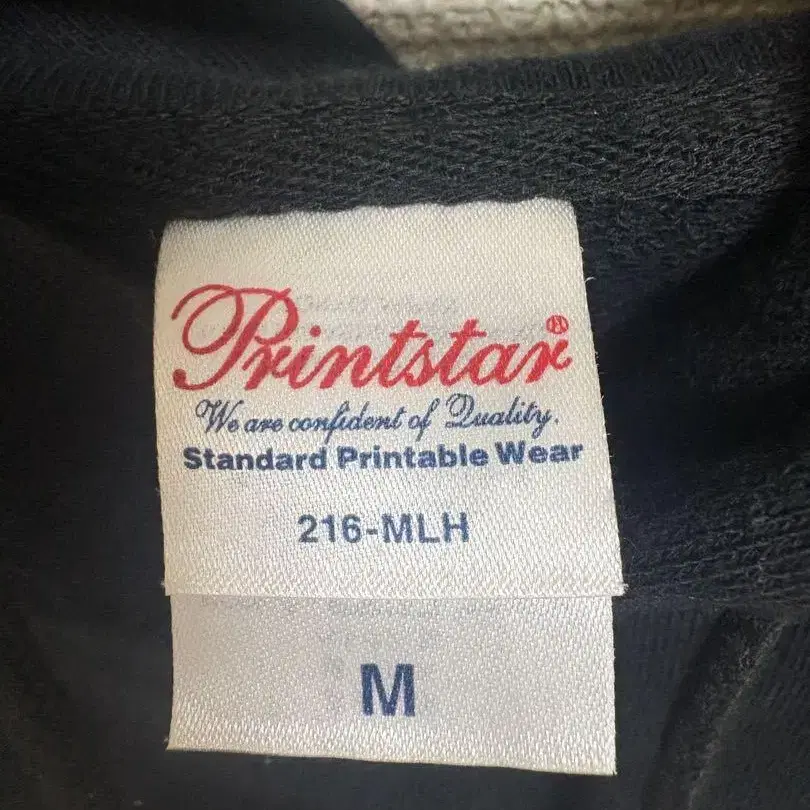 Printstar®
We are confident of Quality.
Standard Printable Wear
216-MLH
M